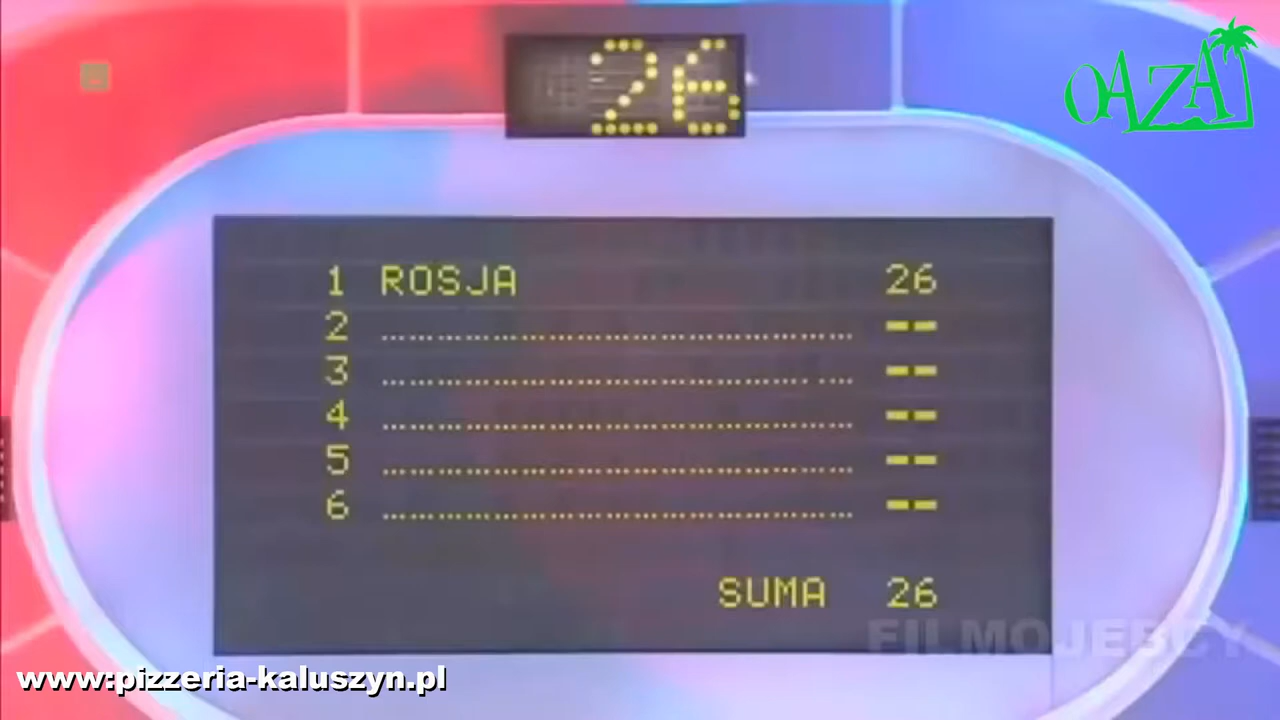 26
OAZA
1 ROSJA 26
2 .................................. --
3 .................................. --
4 .................................. --
5 .................................. --
6 .................................. --
SUMA 26
FILMOJEBCY
www.pizzeria-kaluszyn.pl